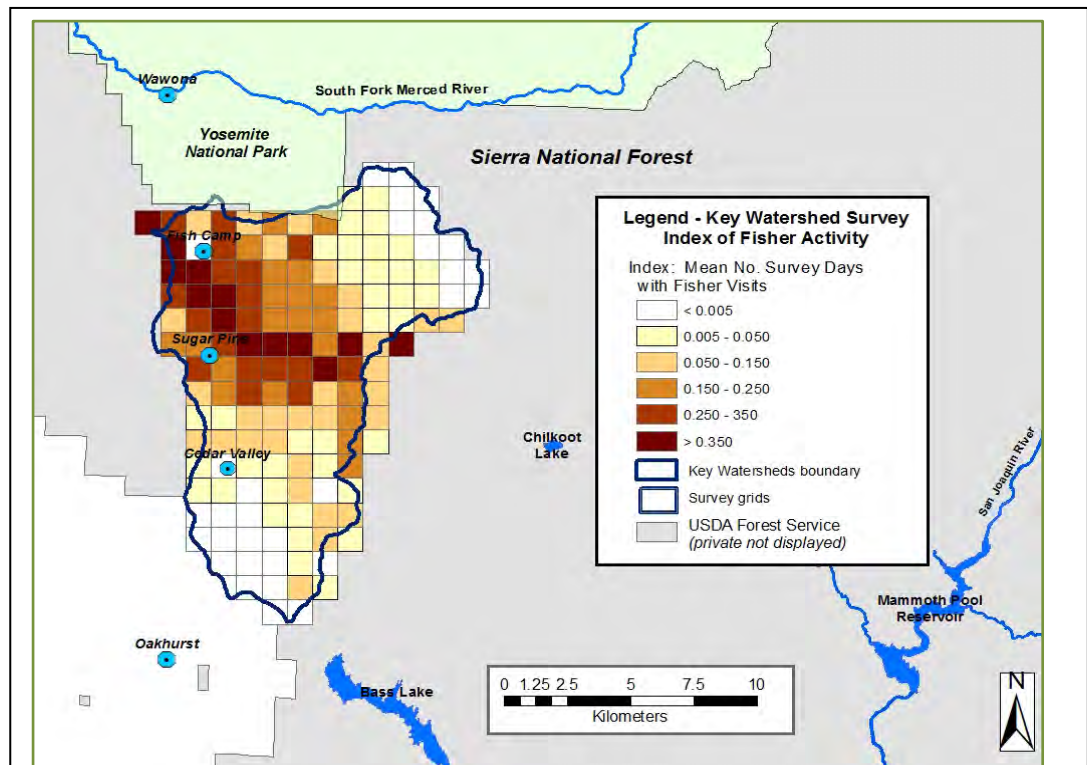 Wawona
South Fork Merced River
Yosemite
National Park
Sierra National Forest
Legend - Key Watershed Survey
Index of Fisher Activity
Index: Mean No. Survey Days
with Fisher Visits
< 0.005
0.005 - 0.050
0.050 - 0.150
0.150 - 0.250
0.250 - 350
> 0.350
Key Watersheds boundary
Survey grids
USDA Forest Service
(private not displayed)
Fish Camp
Sugar Pine
Cedar Valley
Chilkoot
Lake
San Joaquin River
Mammoth Pool
Reservoir
Oakhurst
Bass Lake
0 1.25 2.5 5 7.5 10
Kilometers
N